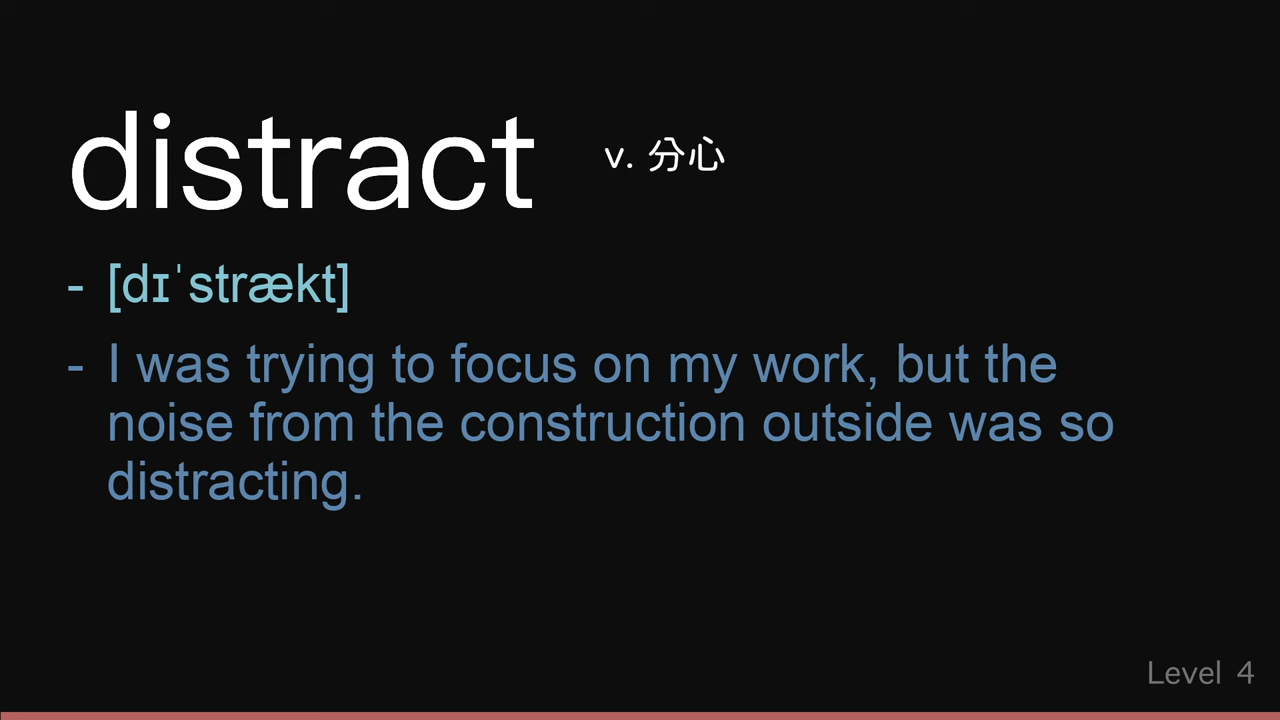 distract v. 分心
- [dɪˈstrækt]
- I was trying to focus on my work, but the
noise from the construction outside was so
distracting.
Level 4